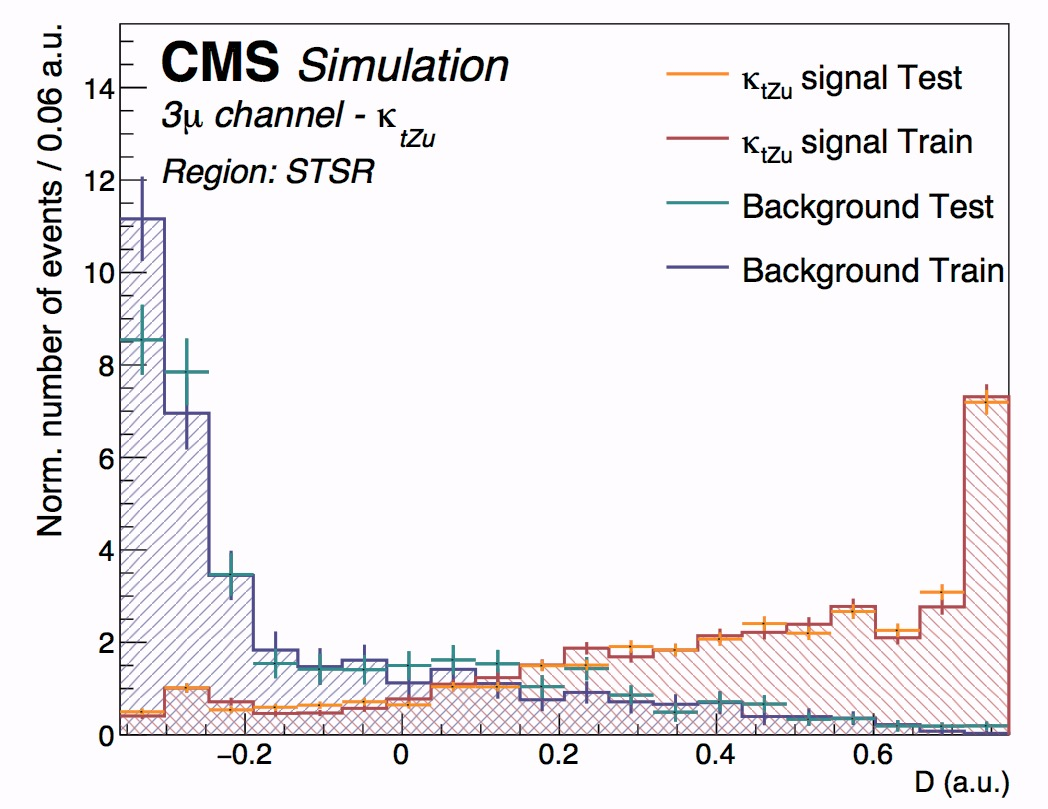 CMS Simulation
3μ channel - κtZu
Region: STSR
κtZu signal Test
κtZu signal Train
Background Test
Background Train
Norm. number of events / 0.06 a.u.
14
12
10
8
6
4
2
0
−0.2 0 0.2 0.4 0.6
D (a.u.)